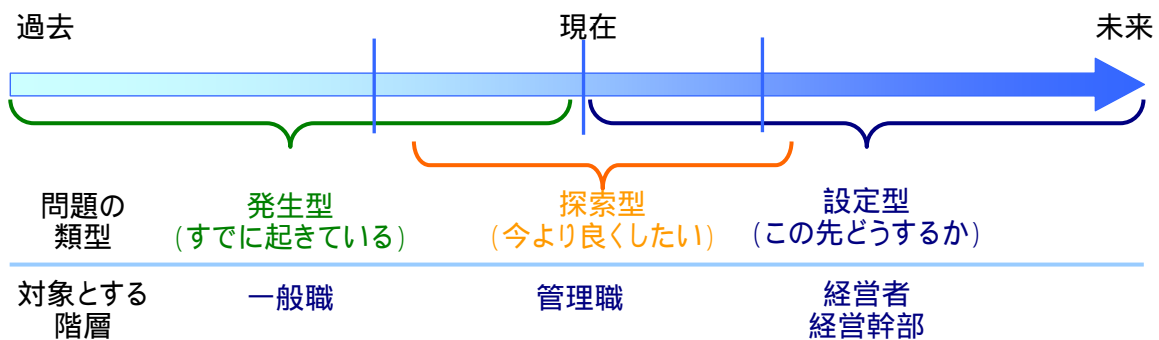 過去
現在
未来
問題の
類型
発生型
(すでに起きている)
探索型
(今より良くしたい)
設定型
(この先どうするか)
対象とする
階層
一般職
管理職
経営者
経営幹部